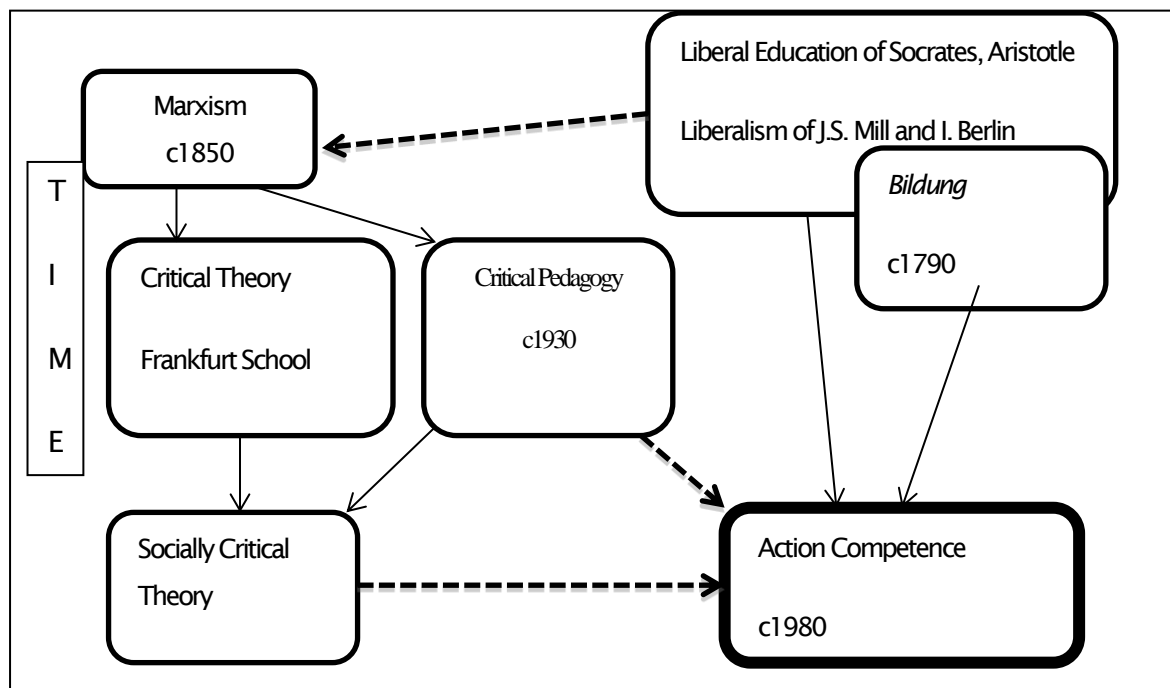 Liberal Education of Socrates, Aristotle
Liberalism of J.S. Mill and I. Berlin
Marxism
c1850
Bildung
c1790
T
I
M
E
Critical Theory
Frankfurt School
Critical Pedagogy
c1930
Socially Critical
Theory
Action Competence
c1980